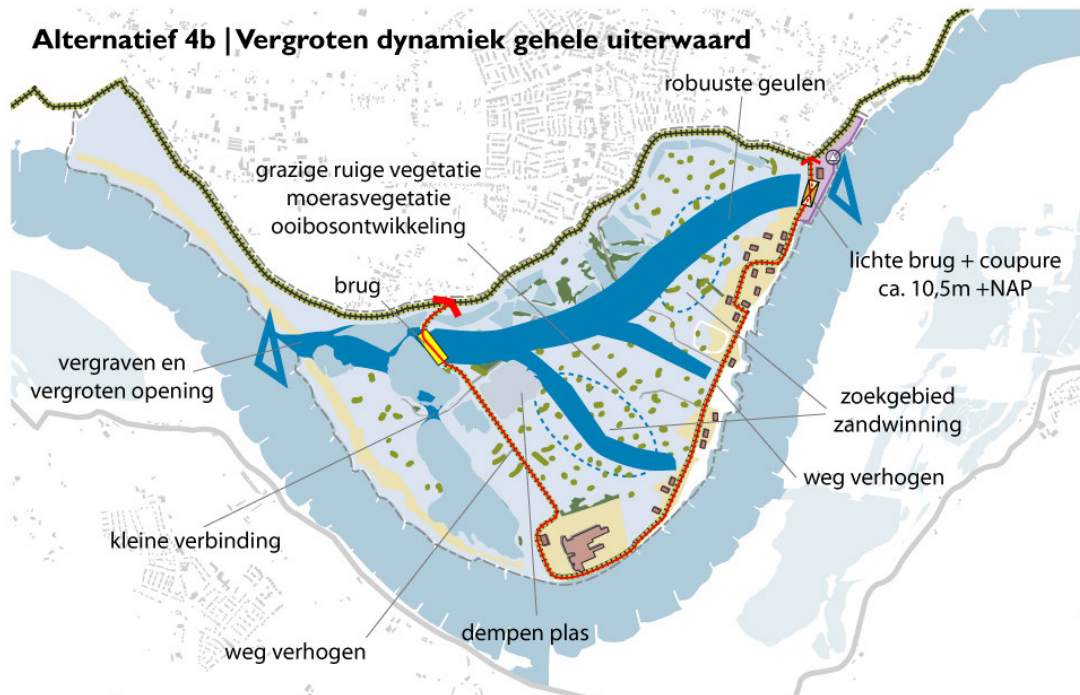 Alternatief 4b | Vergroten dynamiek gehele uiterwaard
robuuste geulen
grazige ruige vegetatie
moerasvegetatie
ooibosontwikkeling
brug
lichte brug + coupure
ca. 10,5m +NAP
vergraven en
vergroten opening
zoekgebied
zandwinning
weg verhogen
kleine verbinding
dempen plas
weg verhogen